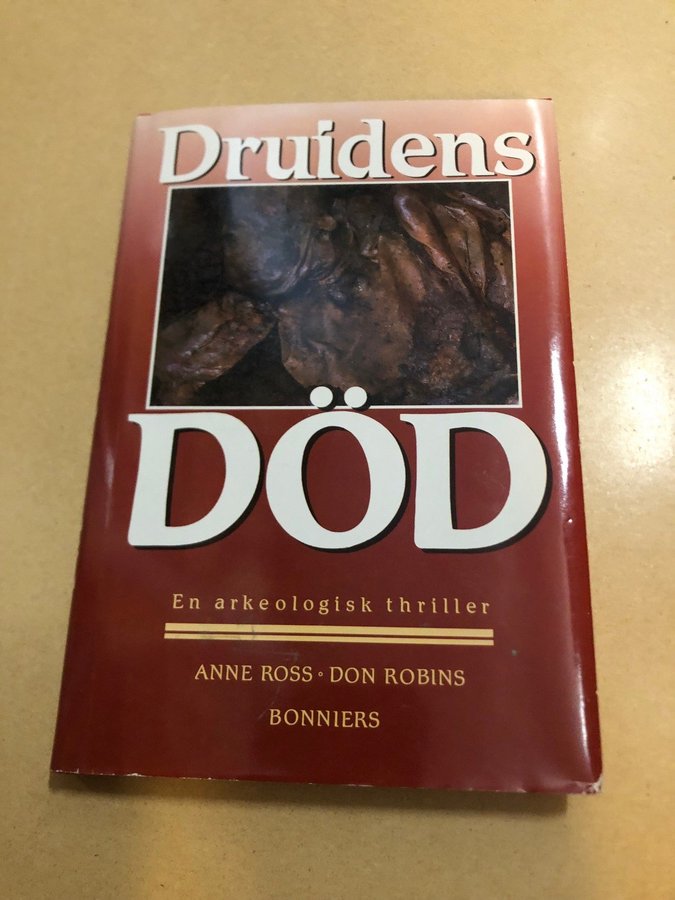 Druidens
DÖD
En arkeologisk thriller
ANNE ROSS • DON ROBINS
BONNIERS